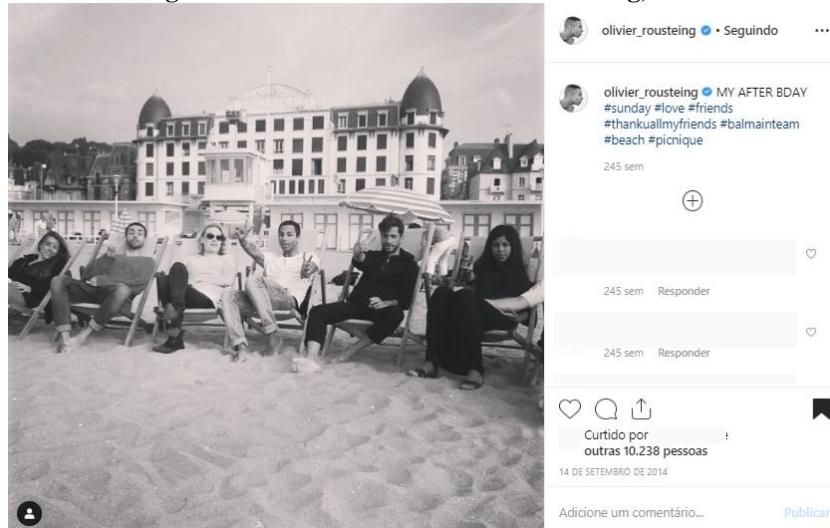 olivier_rousteing • Seguindo
olivier_rousteing MY AFTER BDAY
#sunday #love #friends
#thankuallmyfriends #balmainteam
#beach #picnique
245 sem
245 sem Responder
245 sem Responder
Curtido por
outras 10.238 pessoas
14 DE SETEMBRO DE 2014
Adicione um comentário... Publicar